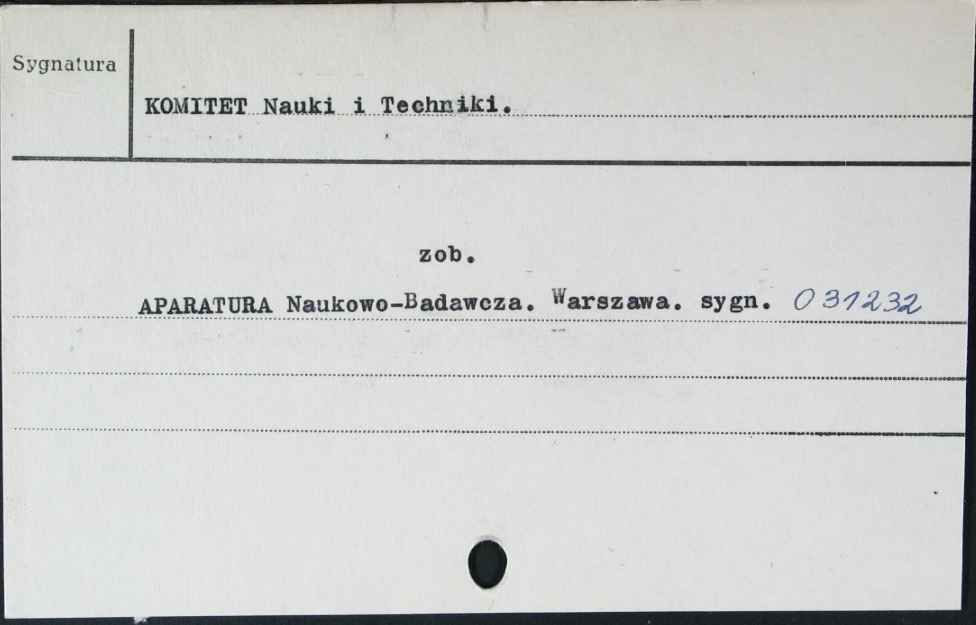 Sygnatura
KOMITET Nauki i Techniki.
zob.
APARATURA Naukowo-Badawcza. Warszawa. sygn. 031232